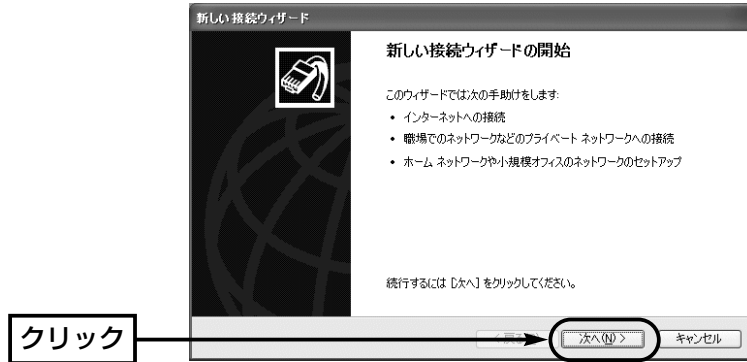 新しい接続ウィザード
新しい接続ウィザードの開始
このウィザードでは次の手助けをします:
• インターネットへの接続
• 職場でのネットワークなどのプライベート ネットワークへの接続
• ホーム ネットワークや小規模オフィスのネットワークのセットアップ
続行するには [次へ] をクリックしてください。
クリック
次へ(N) >
キャンセル